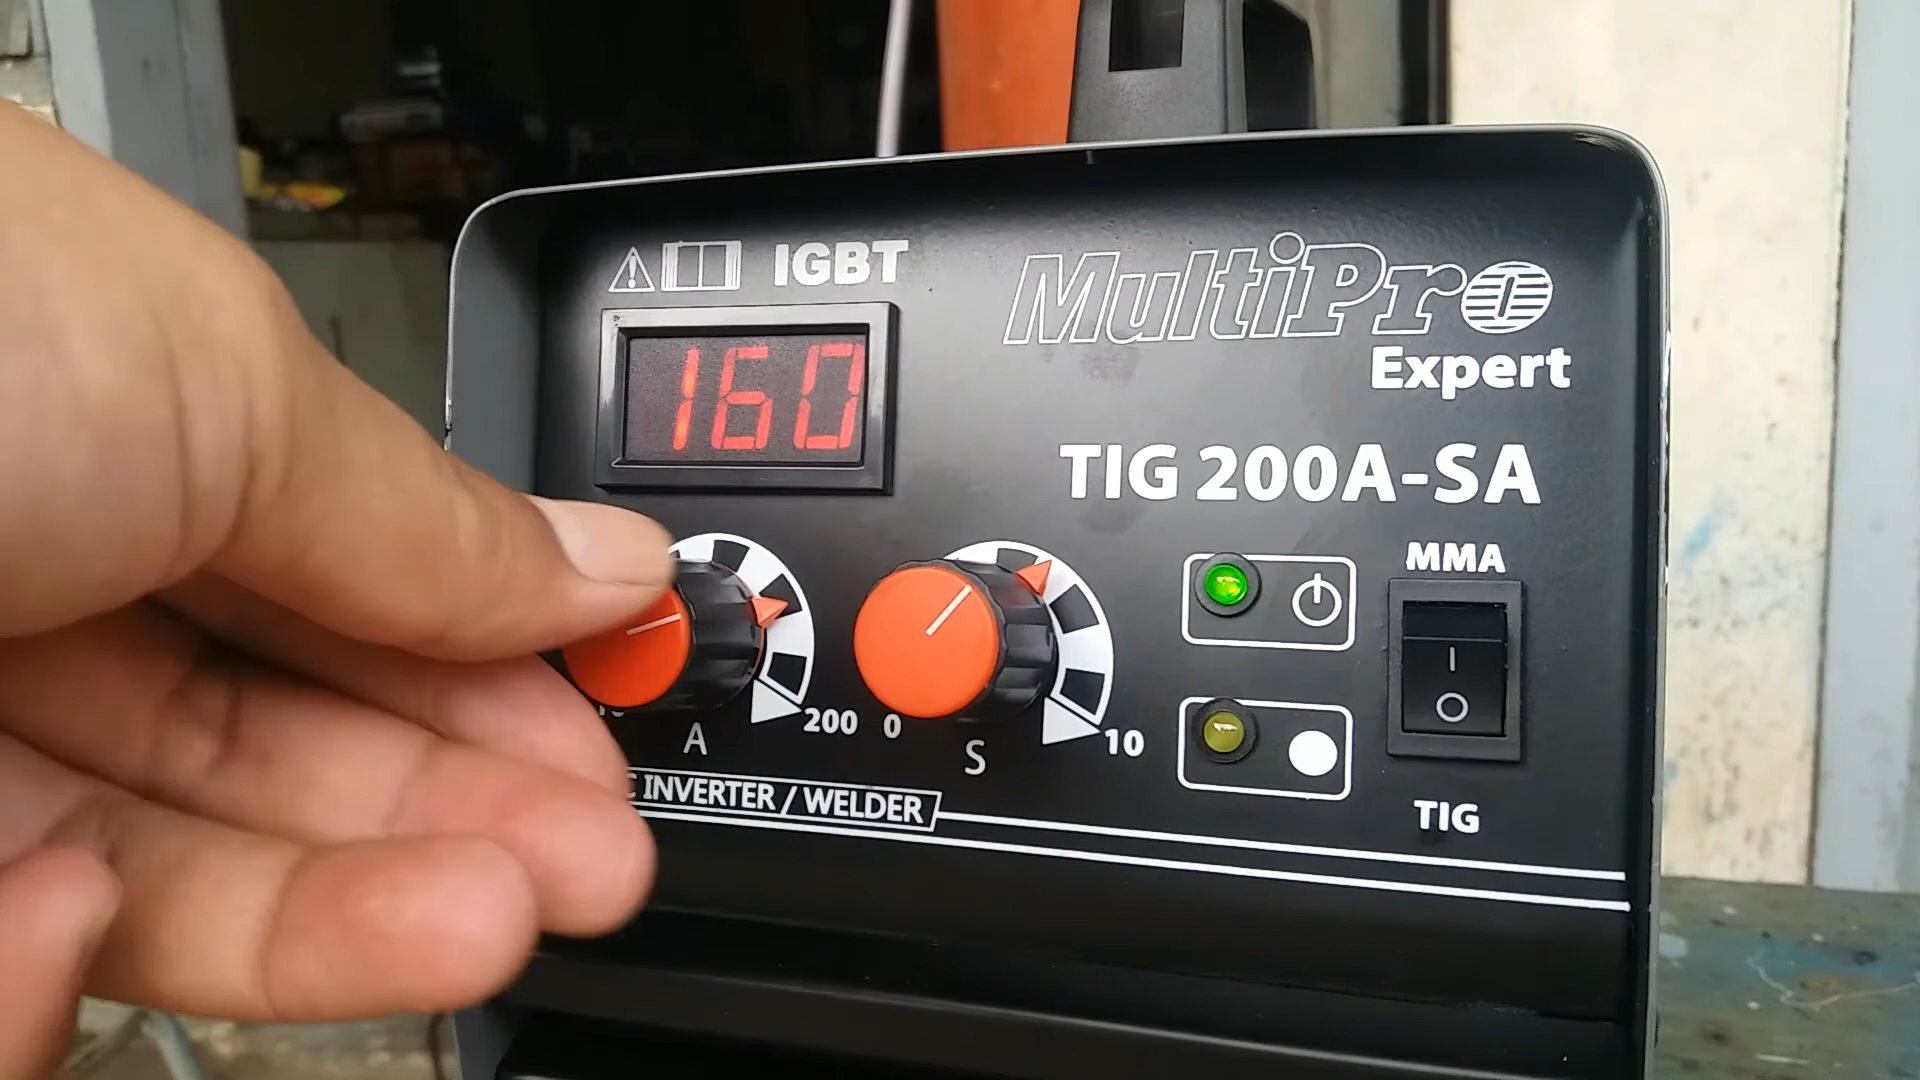 IGBT
MultiPro
Expert
160
TIG 200A-SA
MMA
I
O
TIG
200
A
0
10
S
INVERTER / WELDER